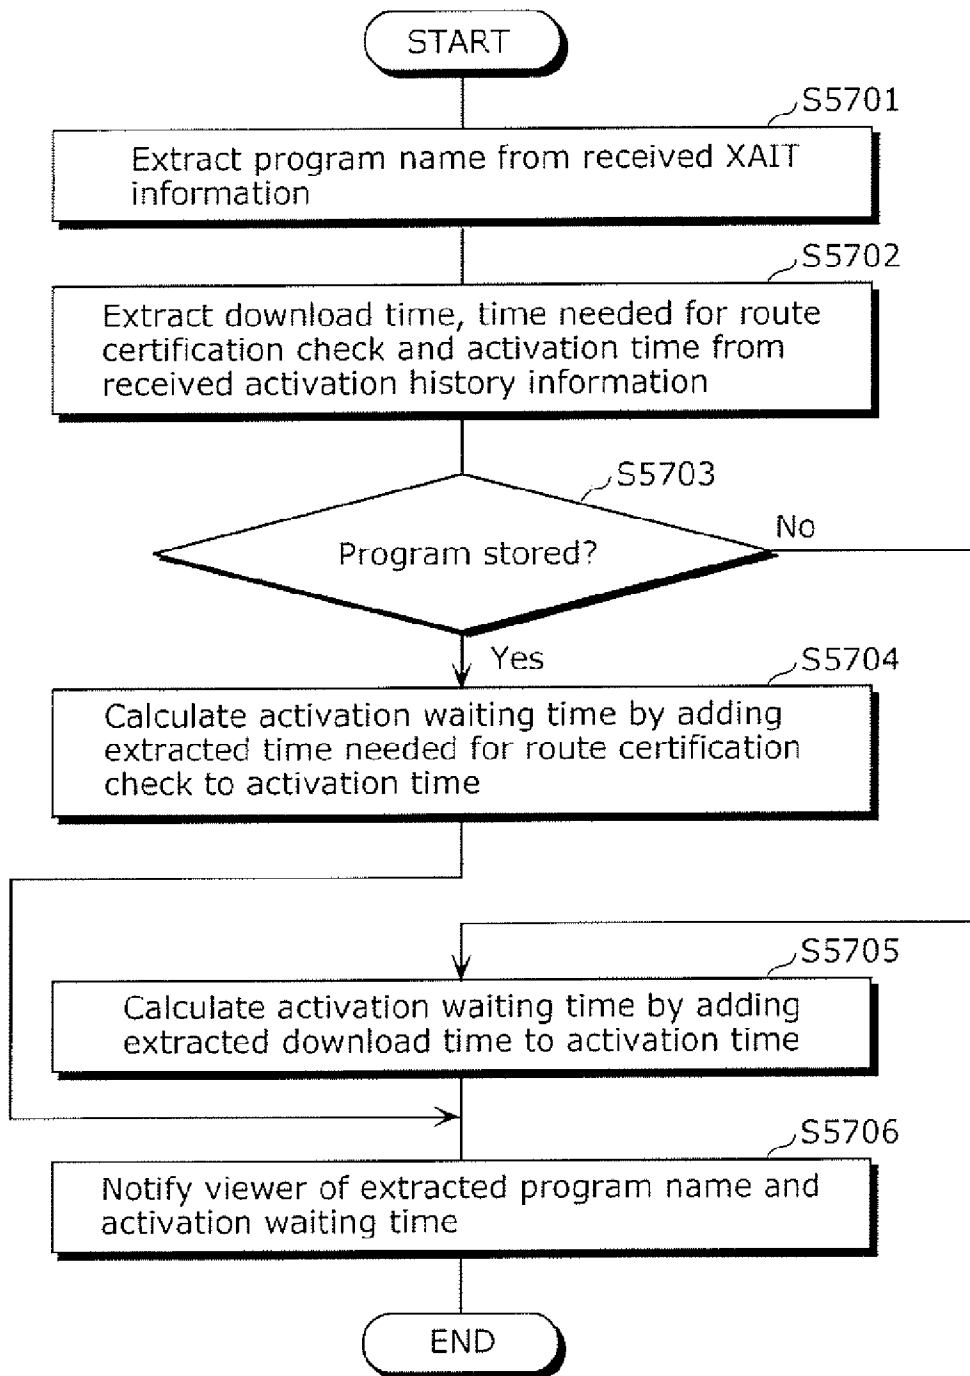 START
S5701
Extract program name from received XAIT
information
S5702
Extract download time, time needed for route
certification check and activation time from
received activation history information
S5703
Program stored?
No
Yes
S5704
Calculate activation waiting time by adding
extracted time needed for route certification
check to activation time
S5705
Calculate activation waiting time by adding
extracted download time to activation time
S5706
Notify viewer of extracted program name and
activation waiting time
END